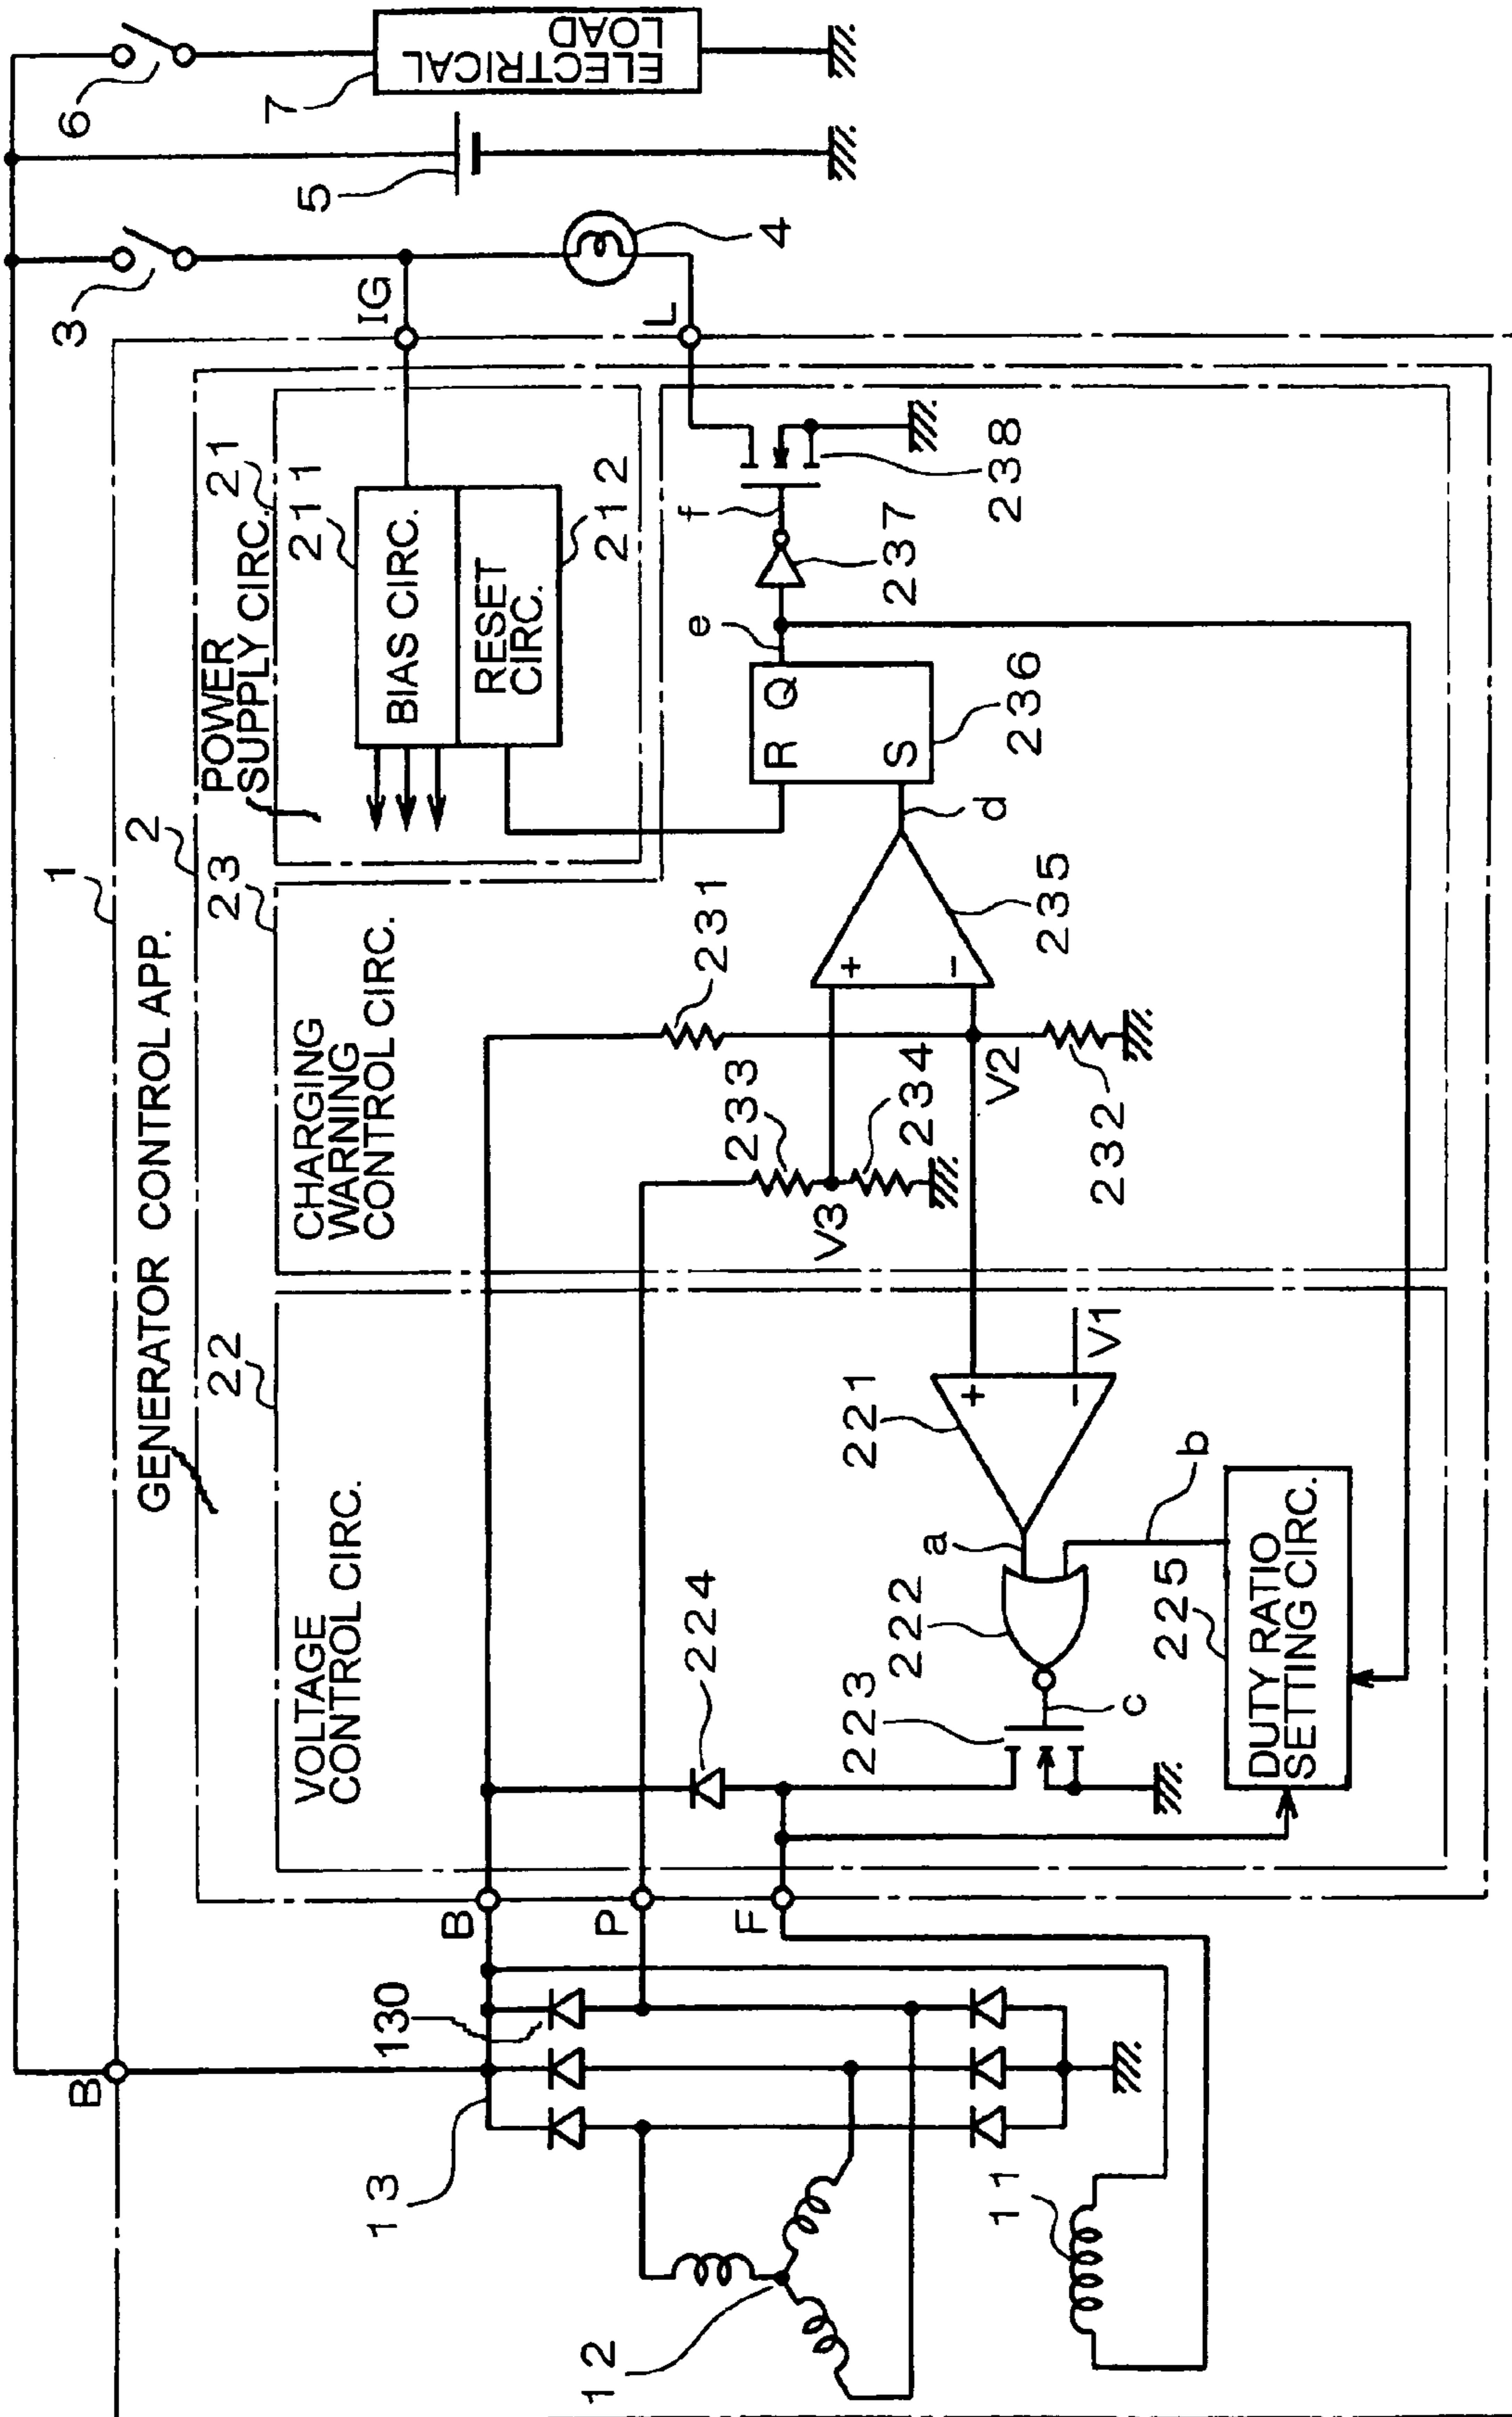 1
GENERATOR CONTROL APP.
2
22
VOLTAGE
CONTROL CIRC.
23
CHARGING
WARNING
CONTROL CIRC.
POWER
SUPPLY CIRC.
21
211
BIAS CIRC.
RESET
CIRC.
212
IG
L
3
4
5
6
7
ELECTRICAL
LOAD
B
13
130
B
P
F
12
11
224
223
222
221
a
b
c
+
-
V1
225
DUTY RATIO
SETTING CIRC.
231
233
V3
234
V2
232
+
-
235
d
R
Q
S
236
e
237
f
238